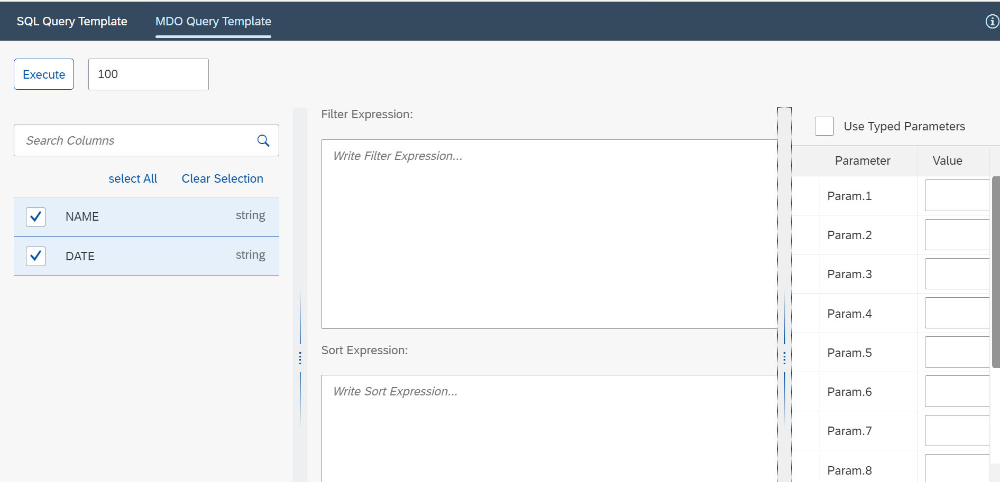 SQL Query Template
MDO Query Template
Execute
100
Search Columns
select All
Clear Selection
NAME
string
DATE
string
Filter Expression:
Write Filter Expression...
Sort Expression:
Write Sort Expression...
Use Typed Parameters
Parameter
Value
Param.1
Param.2
Param.3
Param.4
Param.5
Param.6
Param.7
Param.8